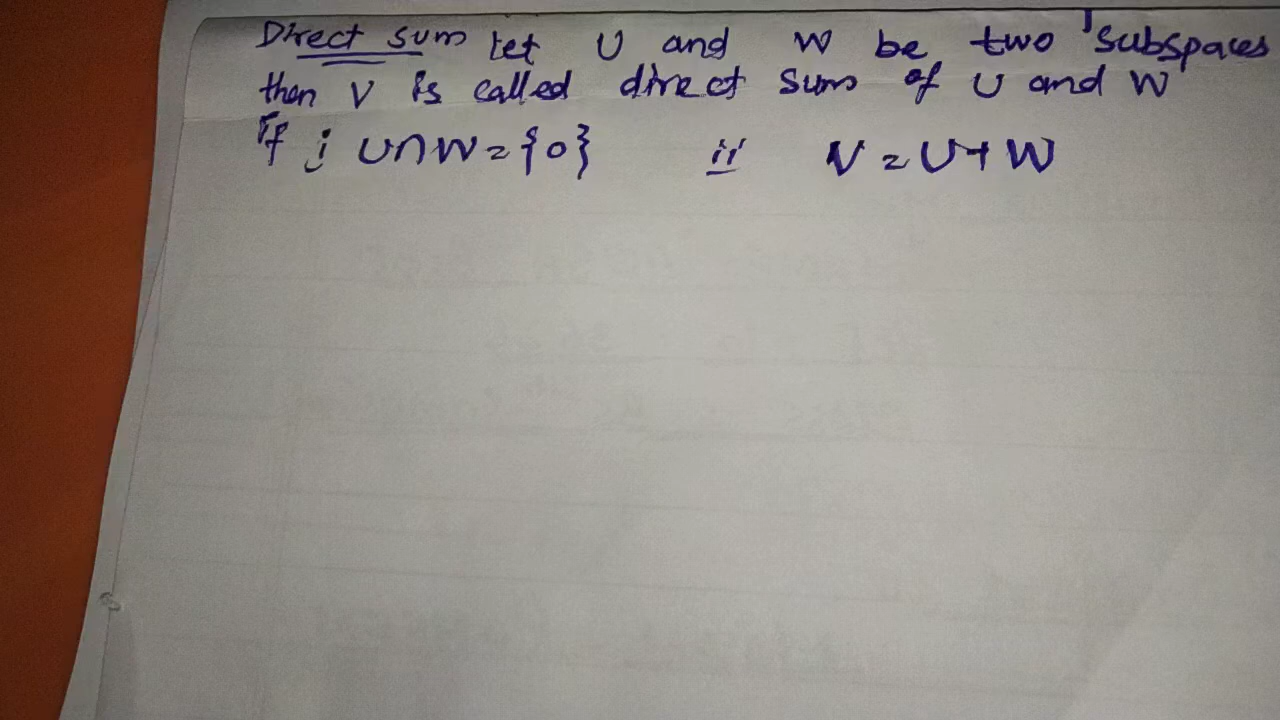 Direct sum let U and W be two subspaces
then V is called direct sum of U and W
If i U∩W={0} ii V=U+W